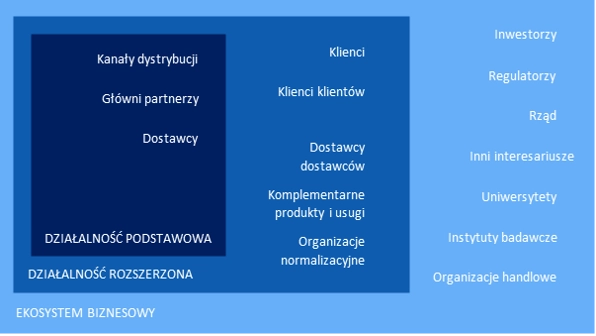 Kanały dystrybucji
Główni partnerzy
Dostawcy
DZIAŁALNOŚĆ PODSTAWOWA
Klienci
Klienci klientów
Dostawcy
dostawców
Komplementarne
produkty i usugi
Organizacje
normalizacyjne
DZIAŁALNOŚĆ ROZSZERZONA
Inwestorzy
Regulatorzy
Rząd
Inni interesariusze
Uniwersytety
Instytuty badawcze
Organizacje handlowe
EKOSYSTEM BIZNESOWY